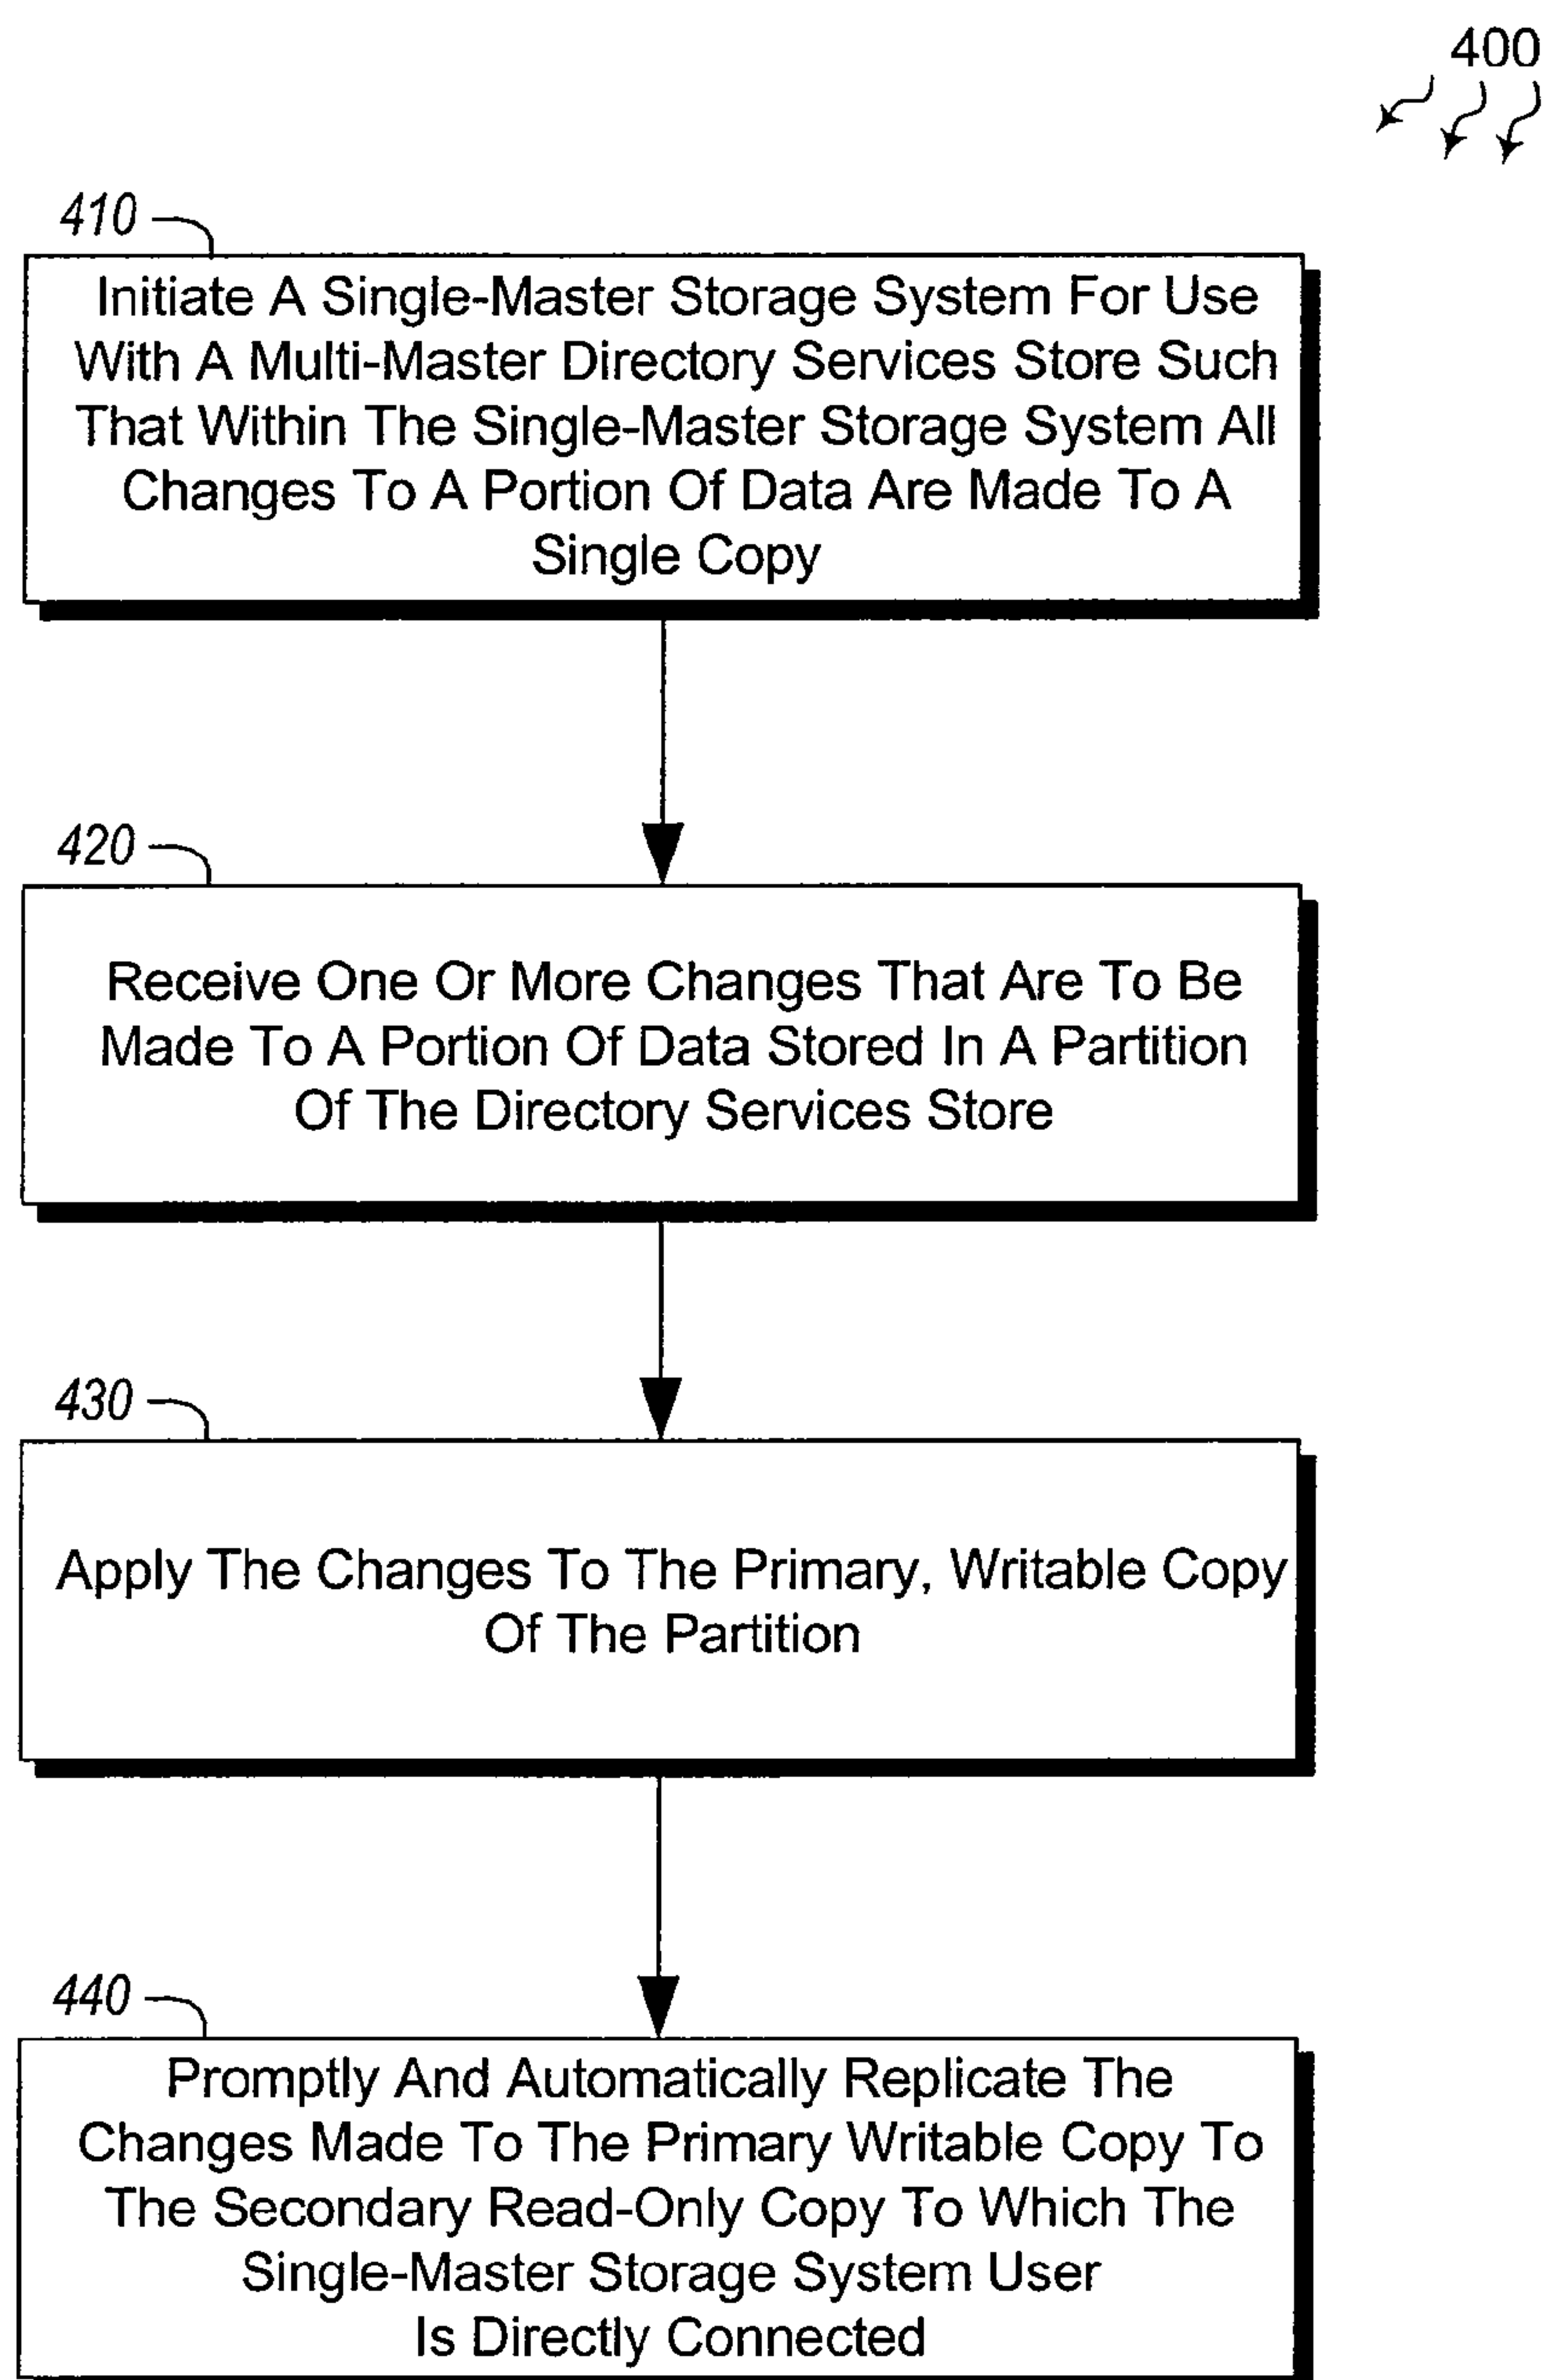 400
410
Initiate A Single-Master Storage System For Use
With A Multi-Master Directory Services Store Such
That Within The Single-Master Storage System All
Changes To A Portion Of Data Are Made To A
Single Copy
420
Receive One Or More Changes That Are To Be
Made To A Portion Of Data Stored In A Partition
Of The Directory Services Store
430
Apply The Changes To The Primary, Writable Copy
Of The Partition
440
Promptly And Automatically Replicate The
Changes Made To The Primary Writable Copy To
The Secondary Read-Only Copy To Which The
Single-Master Storage System User
Is Directly Connected